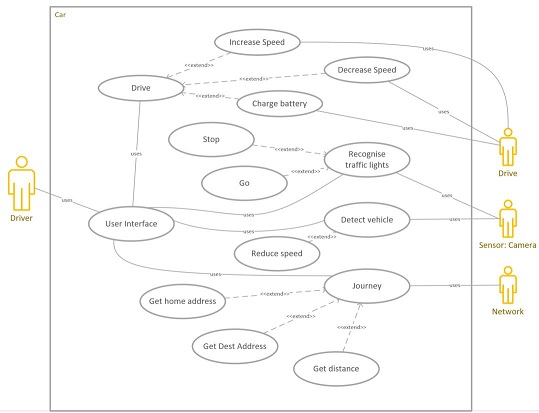 Car
Increase Speed
uses
<<extend>>
Decrease Speed
<<extend>>
Drive
<<extend>>
Charge battery
uses
uses
Stop
<<extend>>
uses
Recognise
traffic lights
Drive
<<extend>>
Go
uses
Driver
uses
User Interface
uses
uses
Detect vehicle
uses
<<extend>>
Sensor: Camera
Reduce speed
uses
Journey
uses
Get home address
<<extend>>
Network
<<extend>>
<<extend>>
Get Dest Address
Get distance